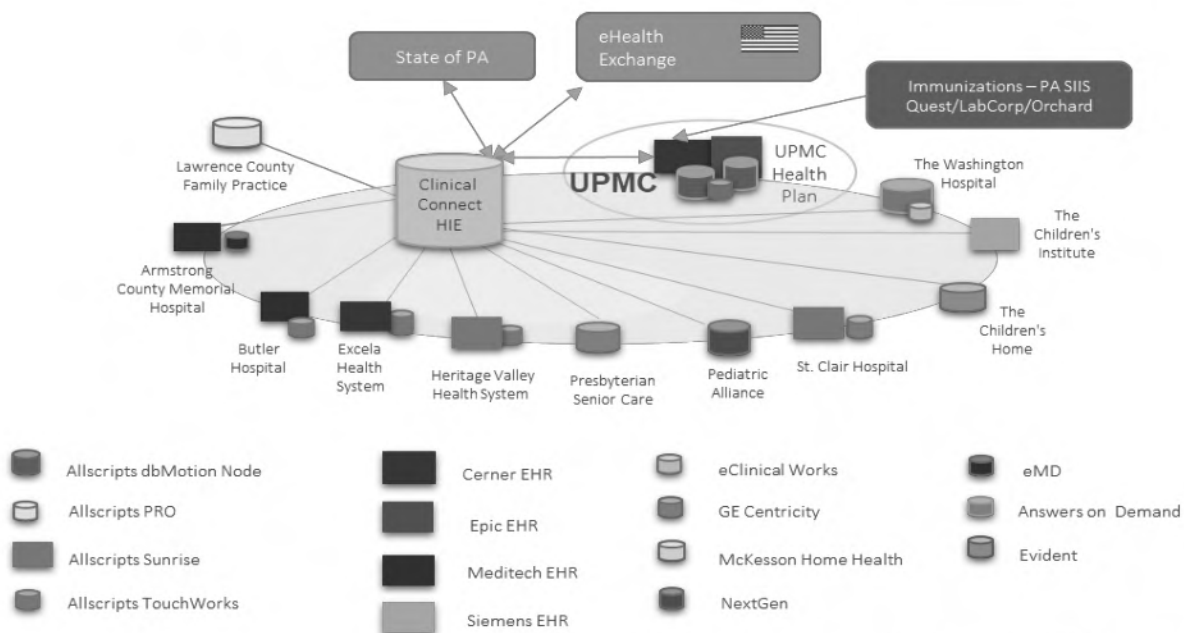 State of PA
eHealth
Exchange
Immunizations – PA SIIS
Quest/LabCorp/Orchard
Lawrence County
Family Practice
Clinical
Connect
HIE
UPMC
UPMC
Health
Plan
The Washington
Hospital
The
Children's
Institute
Armstrong
County Memorial
Hospital
Butler
Hospital
Excela
Health
System
Heritage Valley
Health System
Presbyterian
Senior Care
Pediatric
Alliance
St. Clair Hospital
The
Children's
Home
Allscripts dbMotion Node
Allscripts PRO
Allscripts Sunrise
Allscripts TouchWorks
Cerner EHR
Epic EHR
Meditech EHR
Siemens EHR
eClinical Works
GE Centricity
McKesson Home Health
NextGen
eMD
Answers on Demand
Evident